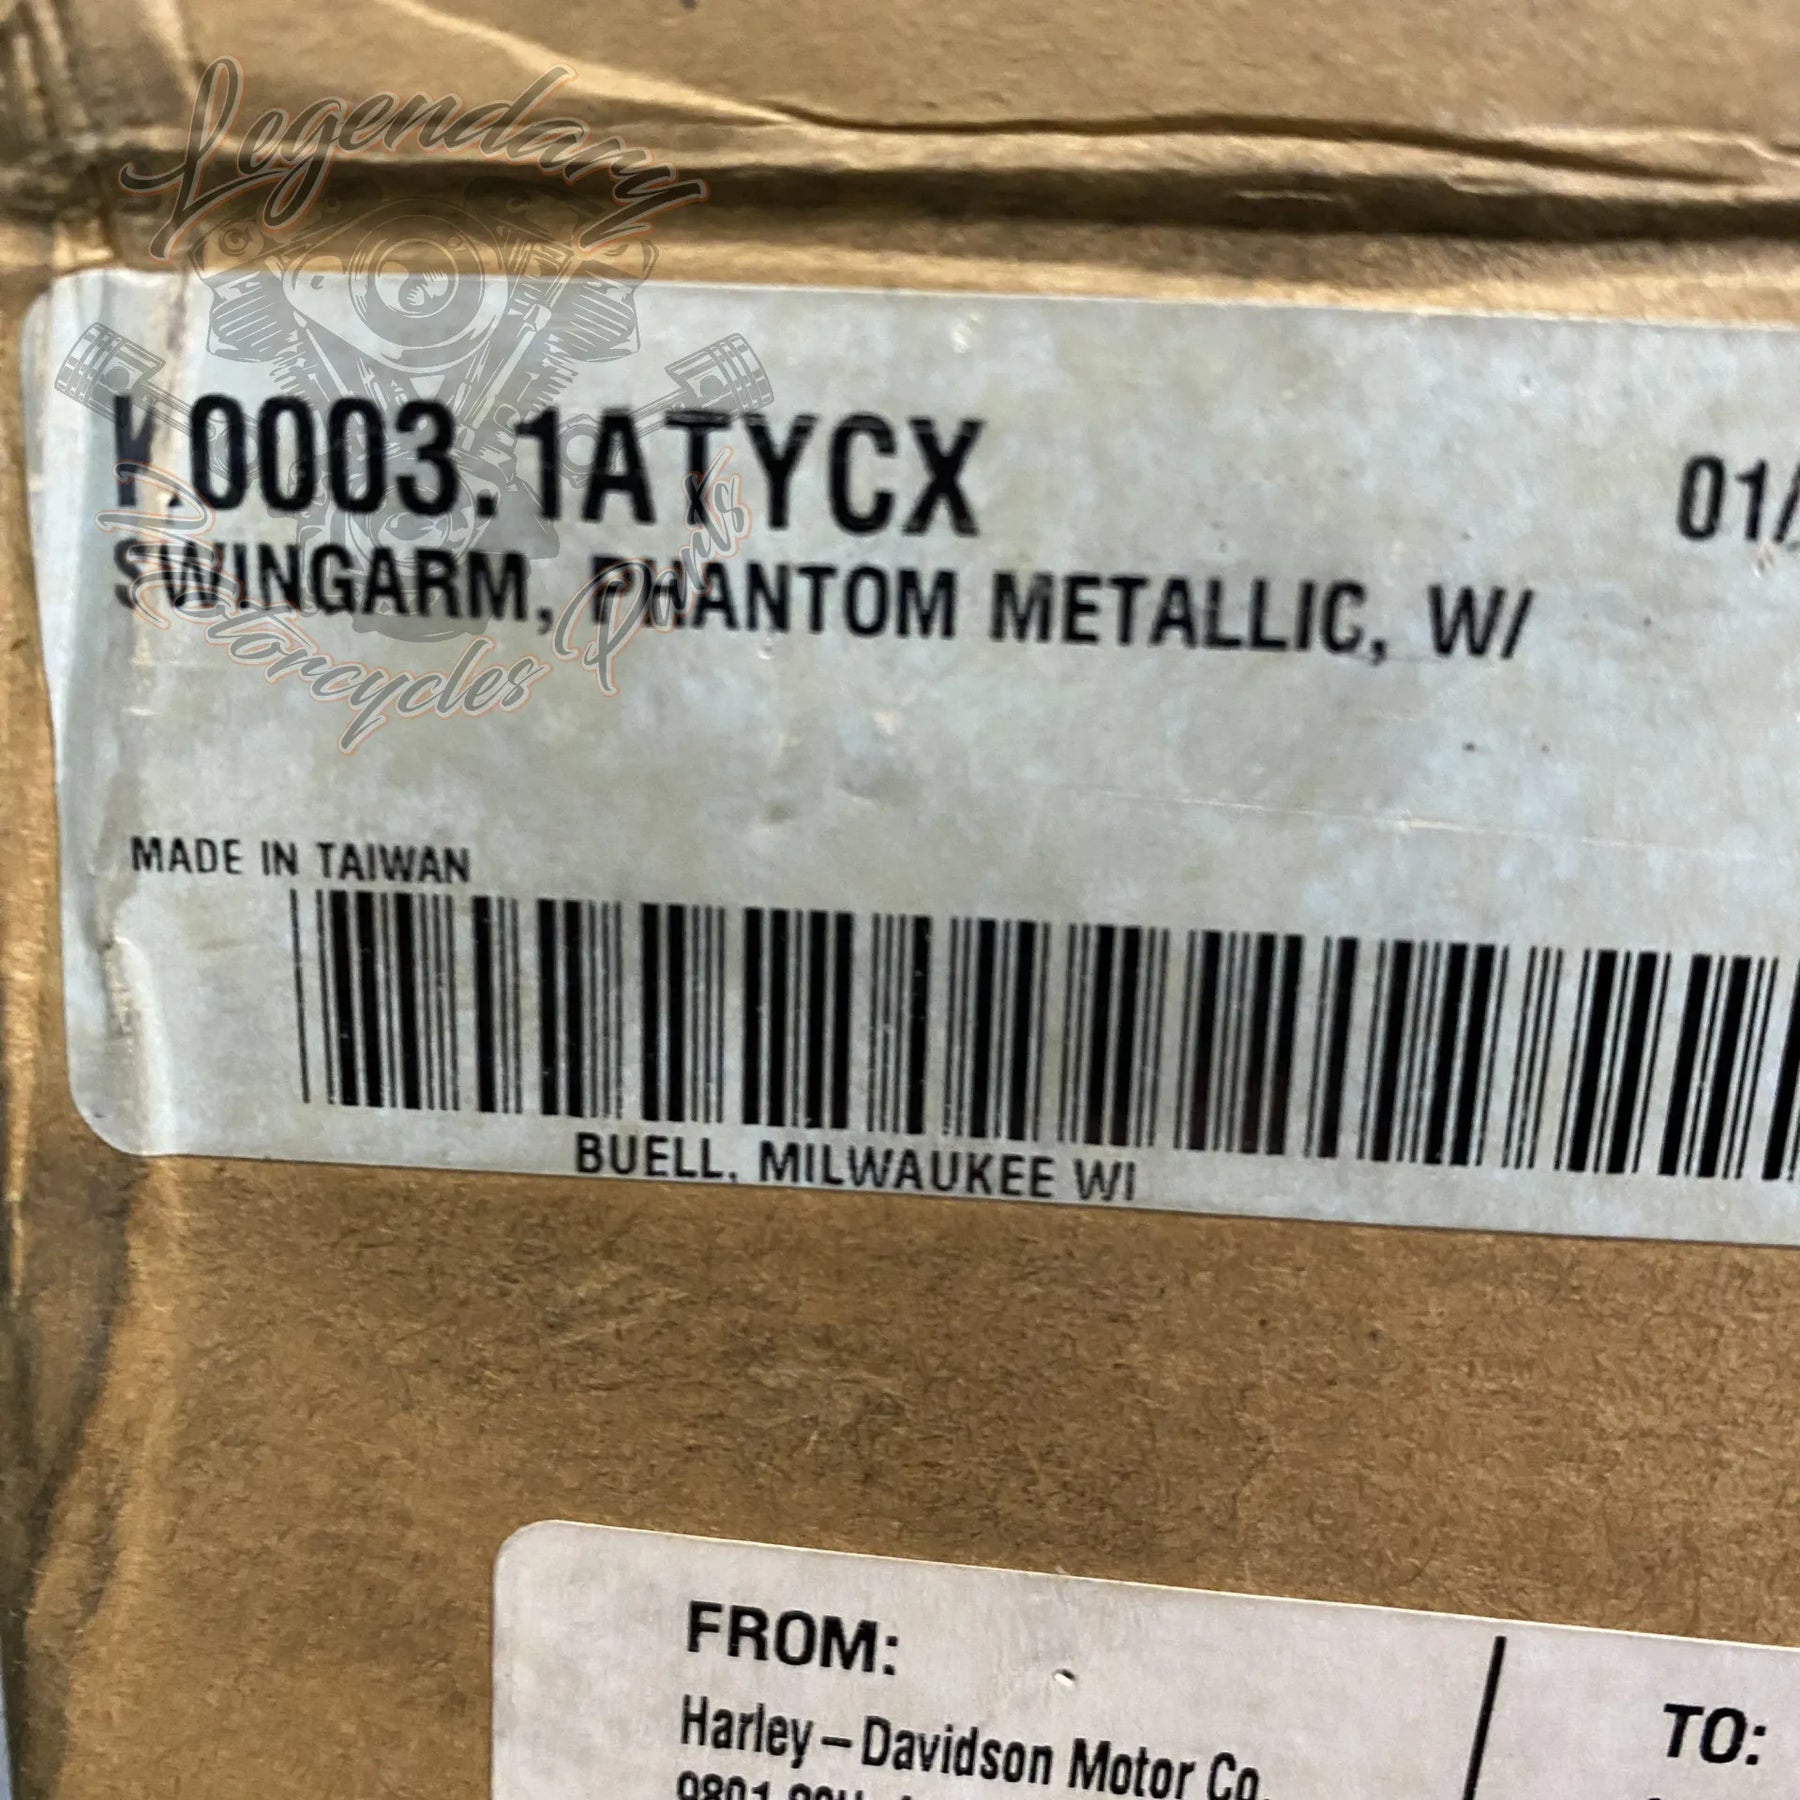 Legendary
Motorcycles Parts
K0003.1ATYCX
01/
SWINGARM, PHANTOM METALLIC, W/
MADE IN TAIWAN
BUELL, MILWAUKEE WI
FROM:
Harley-Davidson Motor Co.
TO: